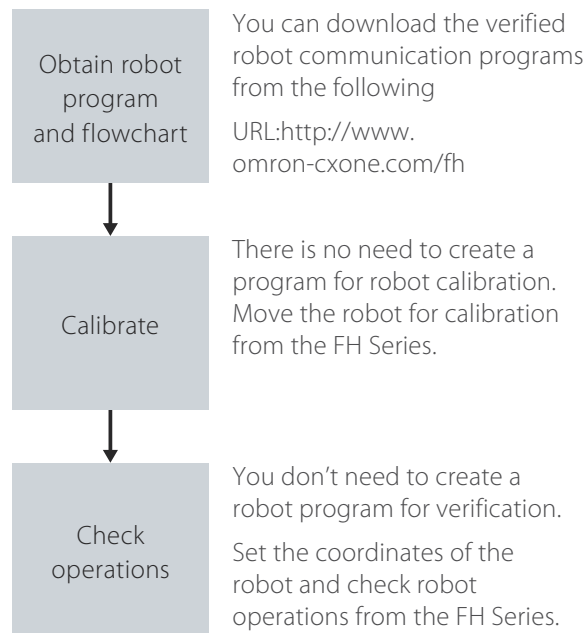 Obtain robot
program
and flowchart
You can download the verified
robot communication programs
from the following
URL:http://www.
omron-cxone.com/fh
Calibrate
There is no need to create a
program for robot calibration.
Move the robot for calibration
from the FH Series.
Check
operations
You don’t need to create a
robot program for verification.
Set the coordinates of the
robot and check robot
operations from the FH Series.